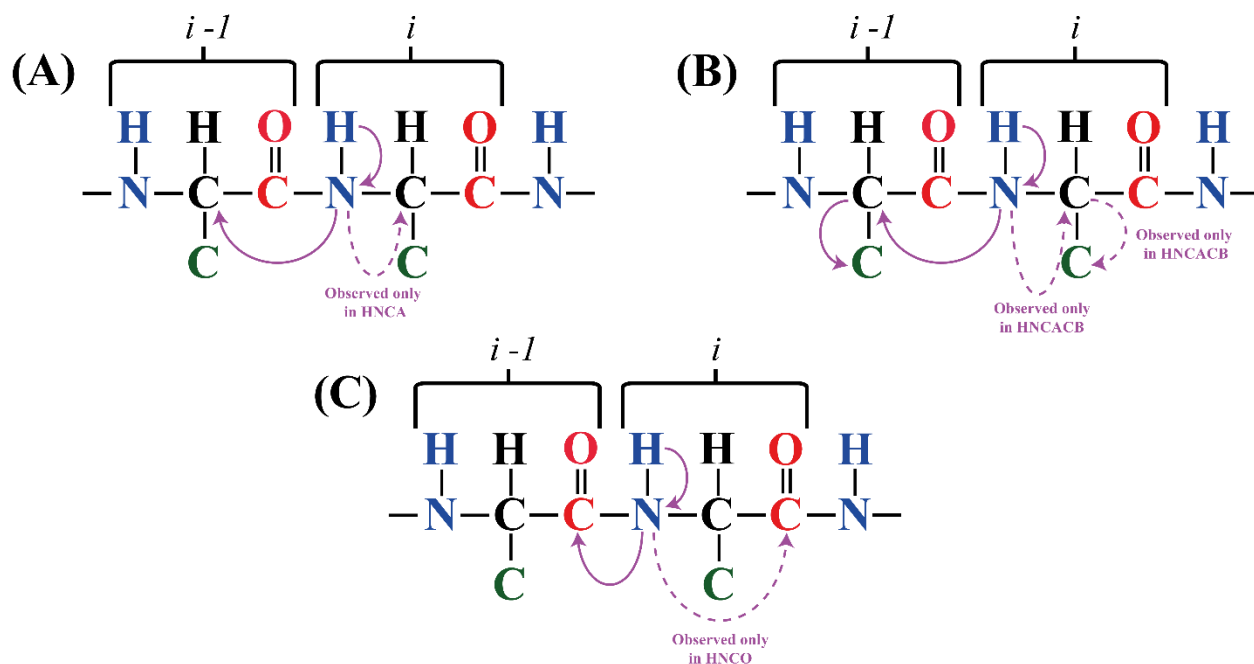 i -1 i
(A)
H H O H H O H
N C C N C C N
C C
Observed only
in HNCA
i -1 i
(B)
H H O H H O H
N C C N C C N
C C
Observed only
in HNCACB
Observed only
in HNCACB
i -1 i
(C)
H H O H H O H
N C C N C C N
C C
Observed only
in HNCO